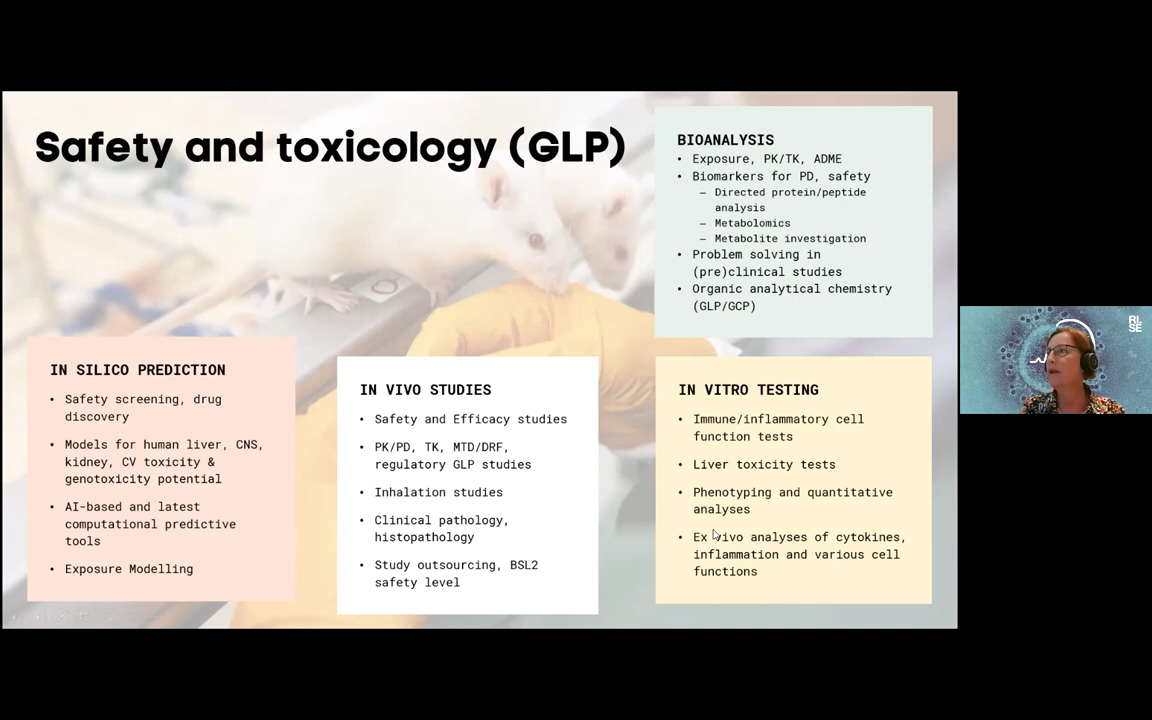 Safety and toxicology (GLP)
BIOANALYSIS
• Exposure, PK/TK, ADME
• Biomarkers for PD, safety
– Directed protein/peptide
analysis
– Metabolomics
– Metabolite investigation
• Problem solving in
(pre)clinical studies
• Organic analytical chemistry
(GLP/GCP)
IN SILICO PREDICTION
• Safety screening, drug
discovery
• Models for human liver, CNS,
kidney, CV toxicity &
genotoxicity potential
• AI-based and latest
computational predictive
tools
• Exposure Modelling
IN VIVO STUDIES
• Safety and Efficacy studies
• PK/PD, TK, MTD/DRF,
regulatory GLP studies
• Inhalation studies
• Clinical pathology,
histopathology
• Study outsourcing, BSL2
safety level
IN VITRO TESTING
• Immune/inflammatory cell
function tests
• Liver toxicity tests
• Phenotyping and quantitative
analyses
• Ex vivo analyses of cytokines,
inflammation and various cell
functions
RI.
SE